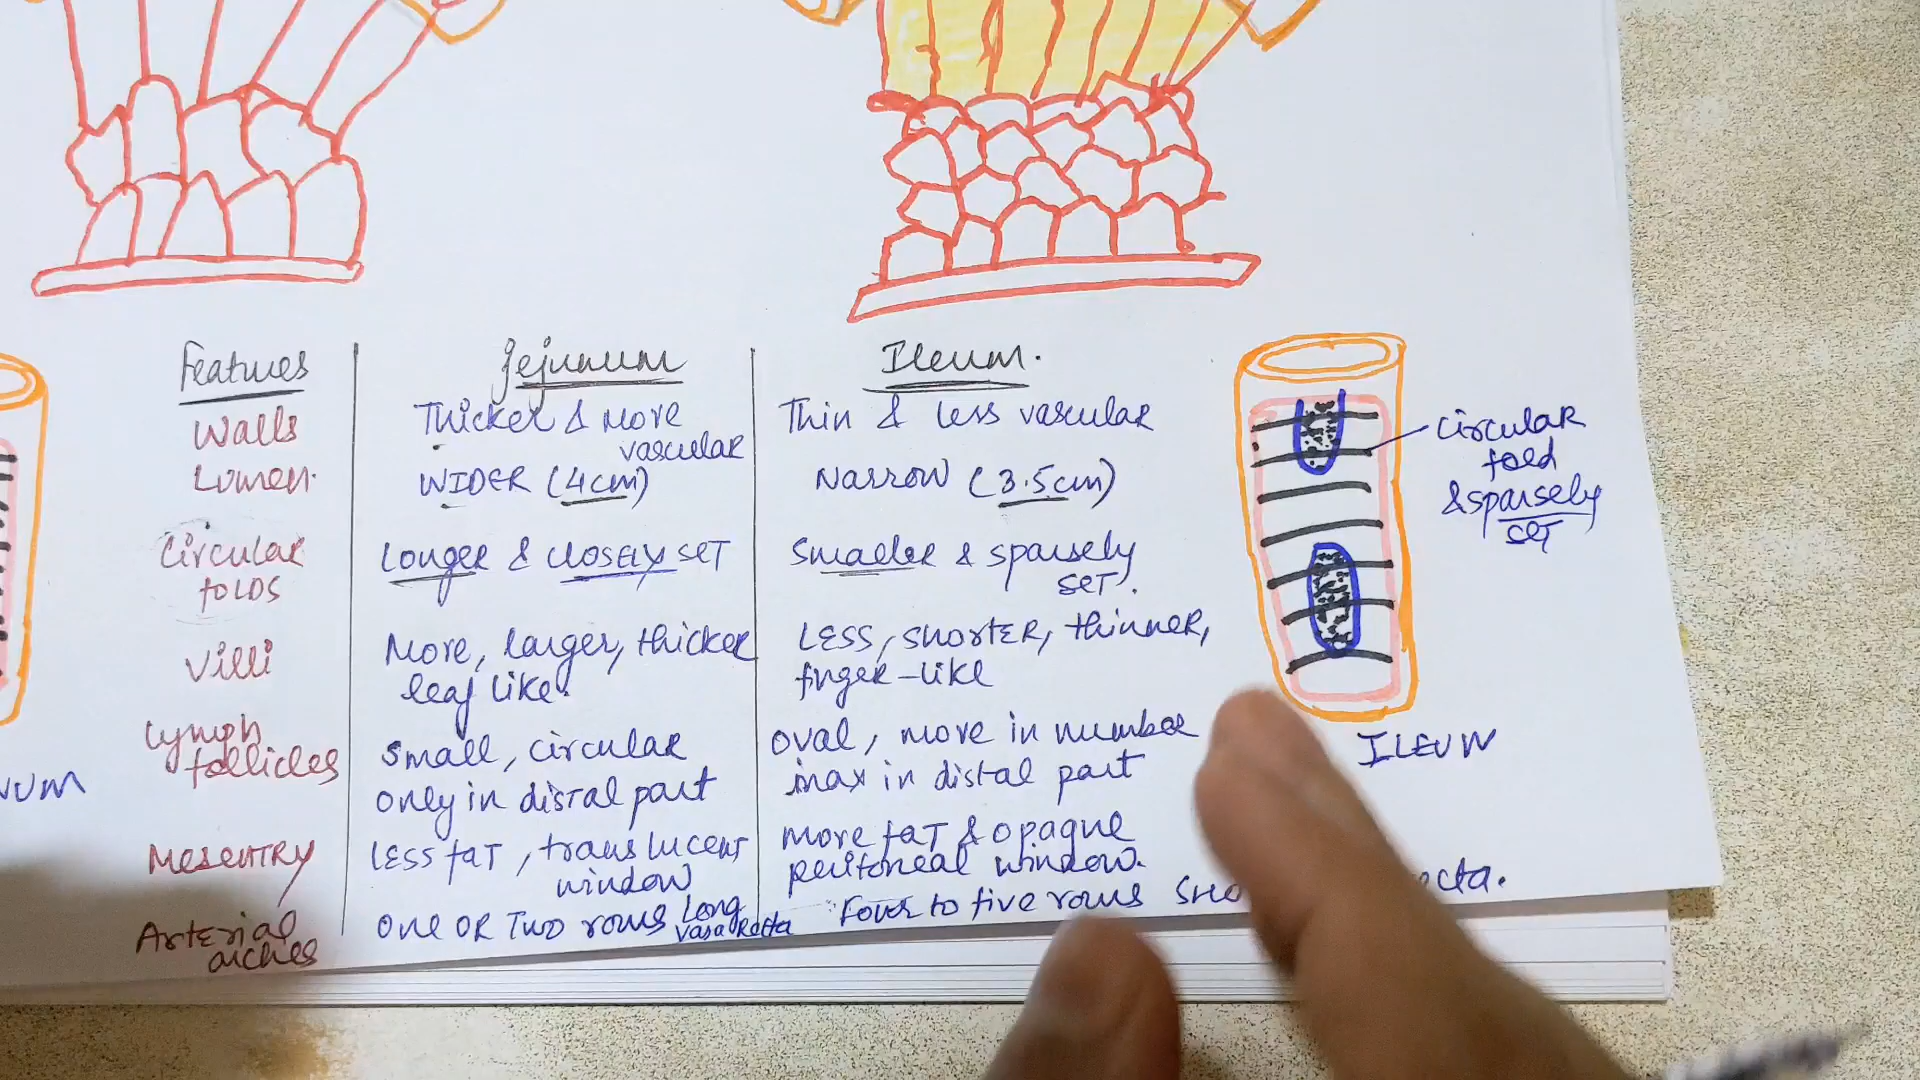 Features
Jejunum
Ileum.
Walls
Thicker & More
vascular
Thin & less vascular
Lumen.
WIDER (4cm)
Narrow (3.5cm)
Circular
folds
Longer & closely set
Smaller & sparsely
set.
Villi
More, larger, thicker
leaf like.
Less, shorter, thinner,
finger-like
Lymph
follicles
Small, circular
only in distal part
oval, more in number
max in distal part
Mesentry
Less fat, translucent
window
More fat & opaque
peritoneal window.
Arterial
arches
One or Two rows Long
vasa Recta
Four to five rows
circular
fold
& sparsely
set
ILEUM